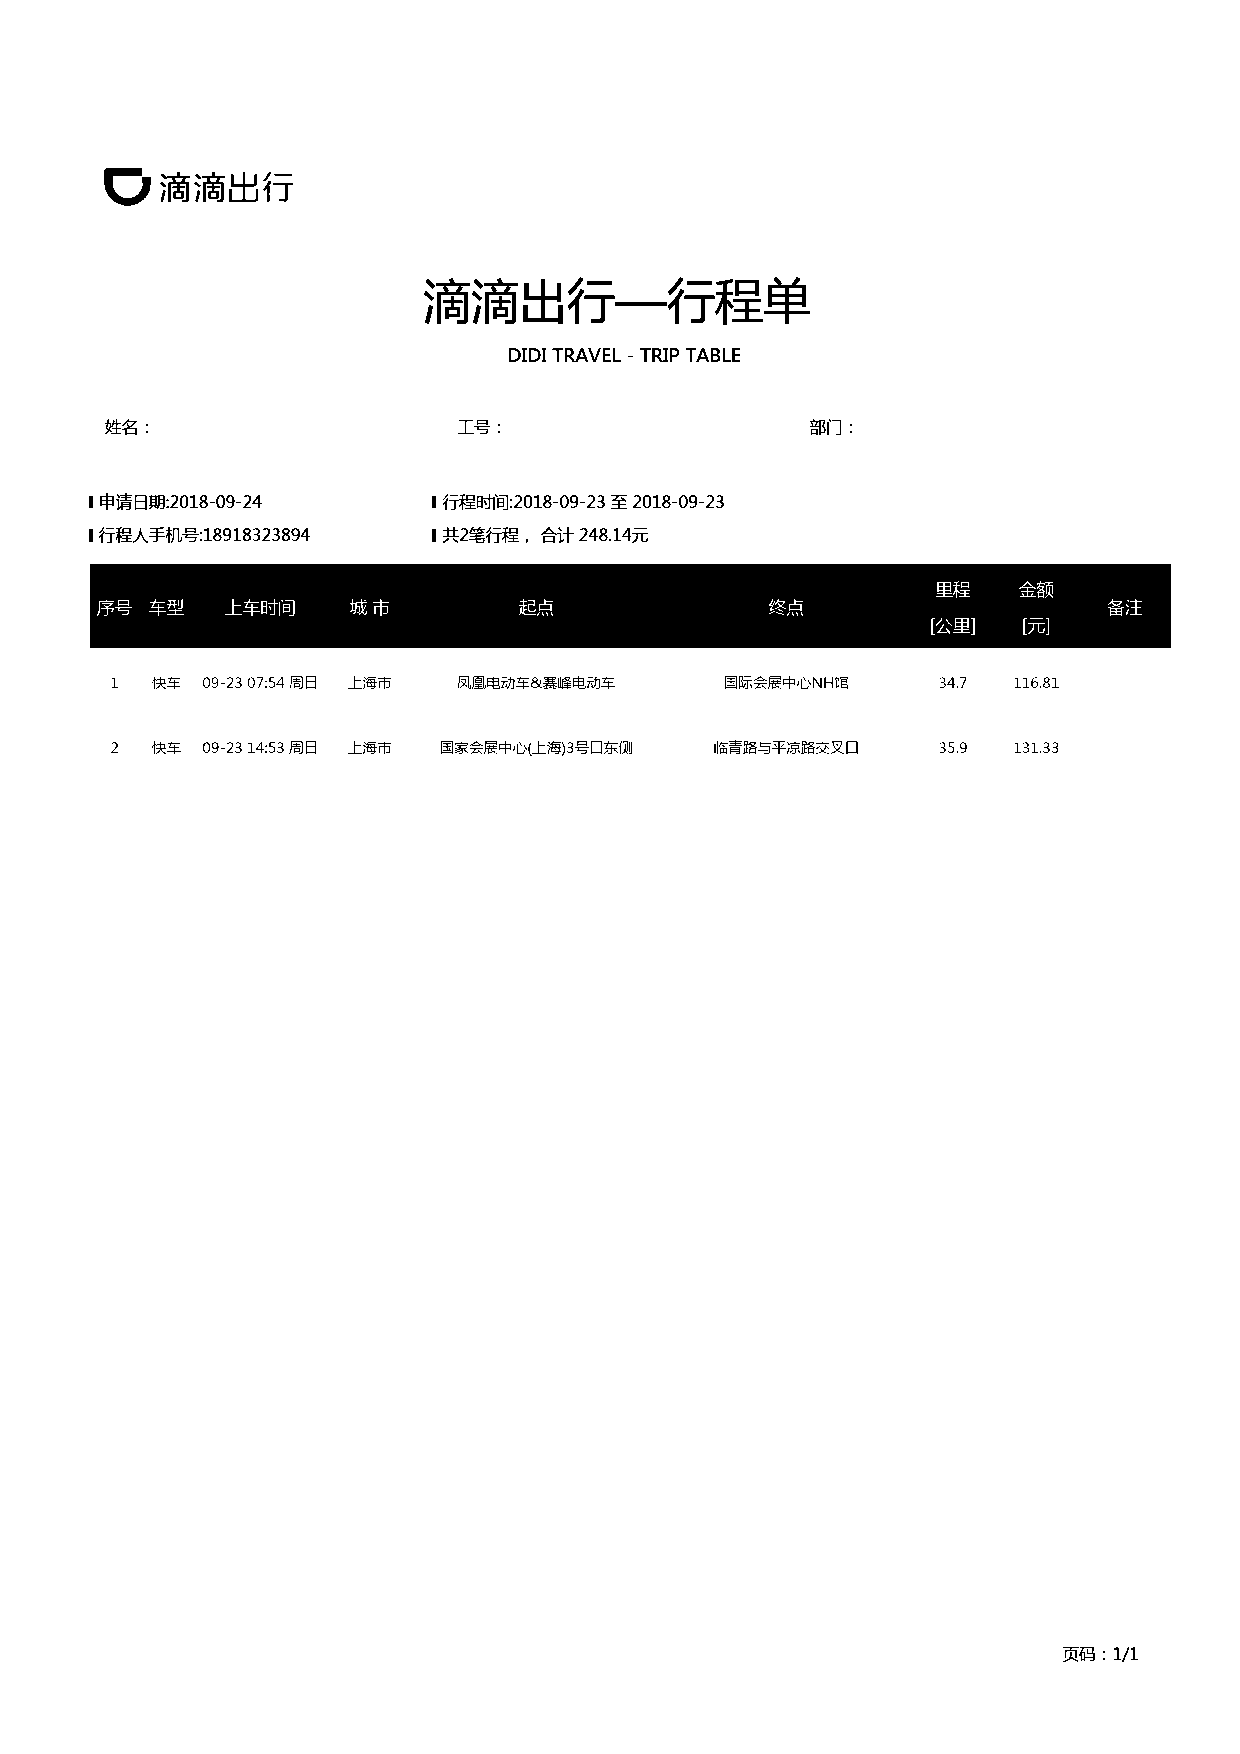 滴滴出行
滴滴出行—行程单
DIDI TRAVEL - TRIP TABLE
姓名： 工号： 部门：
申请日期:2018-09-24 行程时间:2018-09-23 至 2018-09-23
行程人手机号:18918323894 共2笔行程， 合计 248.14元
序号 车型 上车时间 城 市 起点 终点 里程[公里] 金额[元] 备注
1 快车 09-23 07:54 周日 上海市 凤凰电动车&赛峰电动车 国际会展中心NH馆 34.7 116.81
2 快车 09-23 14:53 周日 上海市 国家会展中心(上海)3号口东侧 临青路与平凉路交叉口 35.9 131.33
页码：1/1